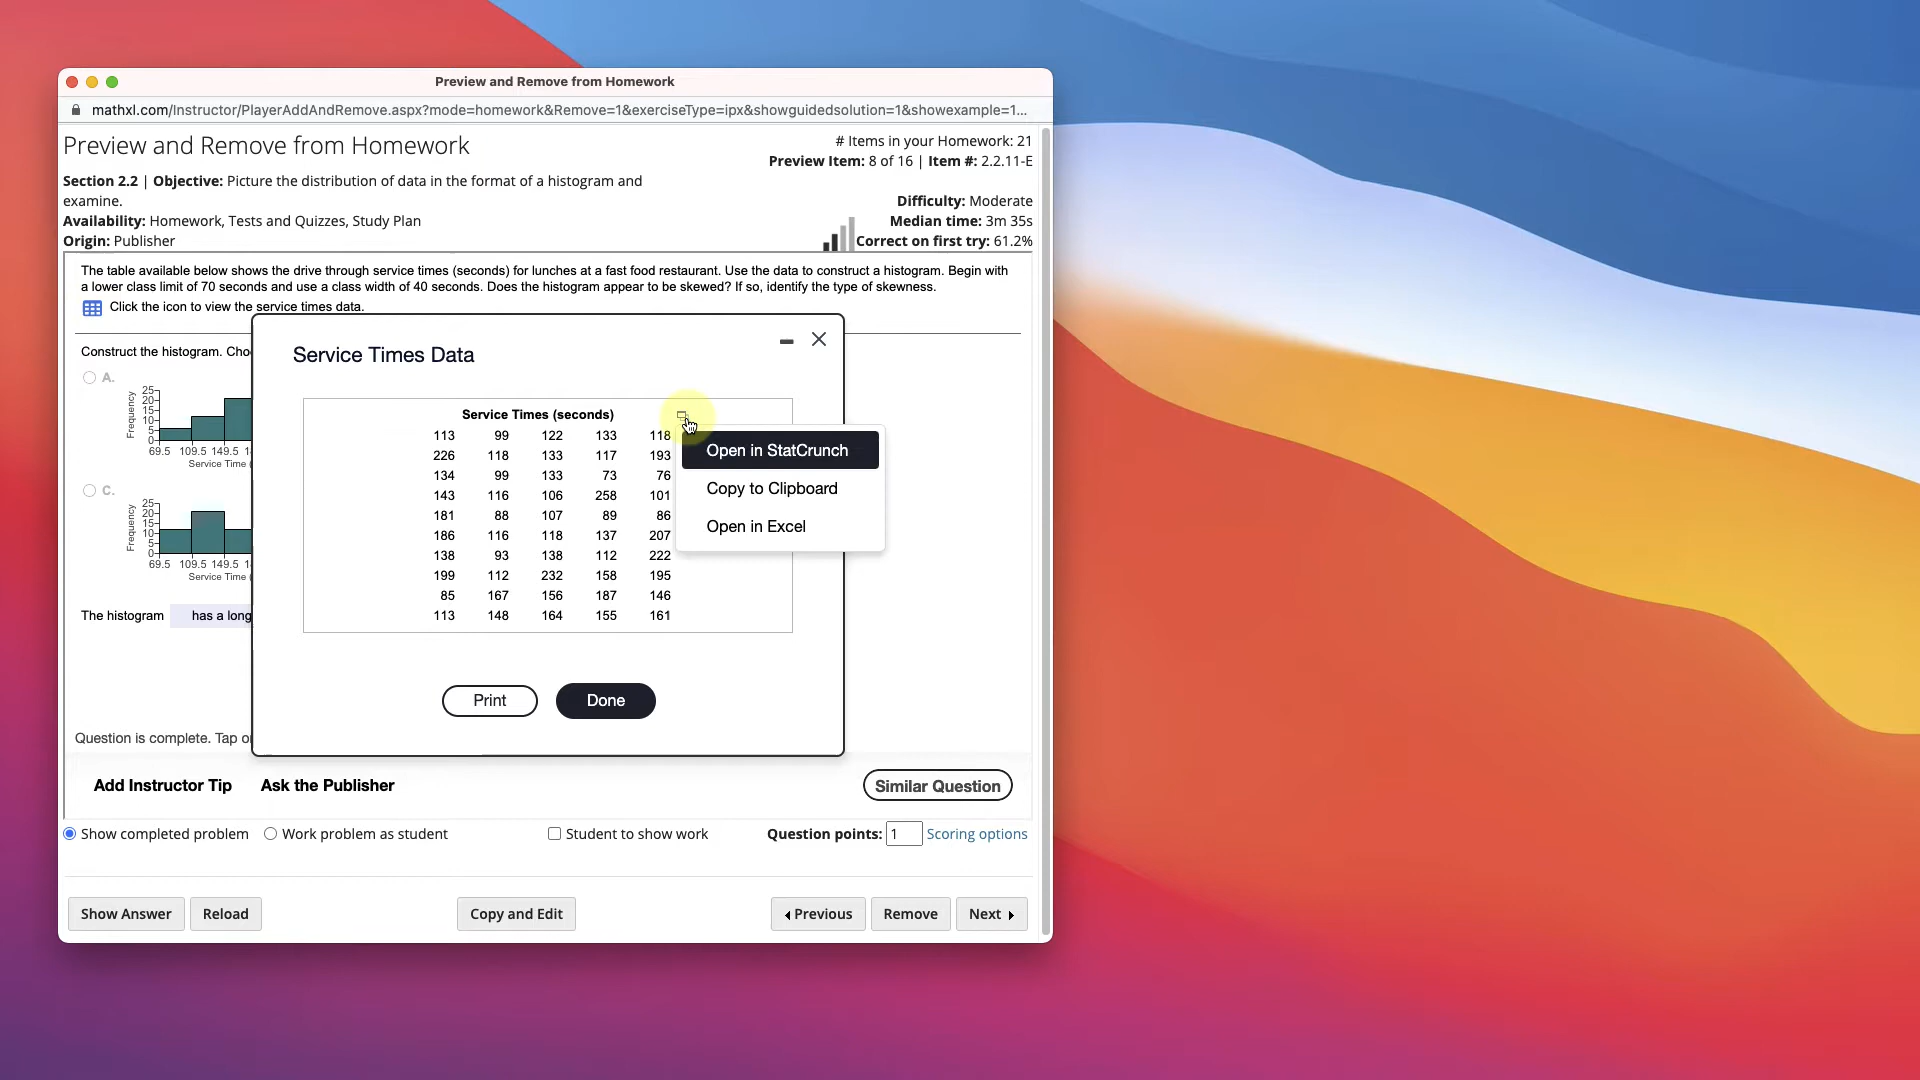 Preview and Remove from Homework
mathxl.com/Instructor/PlayerAddAndRemove.aspx?mode=homework&Remove=1&exerciseType=ipx&showguidedsolution=1&showexample=1...
Preview and Remove from Homework
# Items in your Homework: 21
Preview Item: 8 of 16 | Item #: 2.2.11-E
Section 2.2 | Objective: Picture the distribution of data in the format of a histogram and
examine.
Difficulty: Moderate
Availability: Homework, Tests and Quizzes, Study Plan
Median time: 3m 35s
Origin: Publisher
Correct on first try: 61.2%
The table available below shows the drive through service times (seconds) for lunches at a fast food restaurant. Use the data to construct a histogram. Begin with
a lower class limit of 70 seconds and use a class width of 40 seconds. Does the histogram appear to be skewed? If so, identify the type of skewness.
Click the icon to view the service times data.
Construct the histogram. Cho
A.
Frequency
25
20
15
10
5
0
69.5 109.5 149.5 1
Service Time (
C.
Frequency
25
20
15
10
5
0
69.5 109.5 149.5 1
Service Time (
The histogram has a long
Question is complete. Tap o
Service Times Data
Service Times (seconds)
113 99 122 133 118
226 118 133 117 193
134 99 133 73 76
143 116 106 258 101
181 88 107 89 86
186 116 118 137 207
138 93 138 112 222
199 112 232 158 195
85 167 156 187 146
113 148 164 155 161
Open in StatCrunch
Copy to Clipboard
Open in Excel
Print Done
Add Instructor Tip Ask the Publisher Similar Question
Show completed problem Work problem as student Student to show work Question points: 1 Scoring options
Show Answer Reload Copy and Edit Previous Remove Next